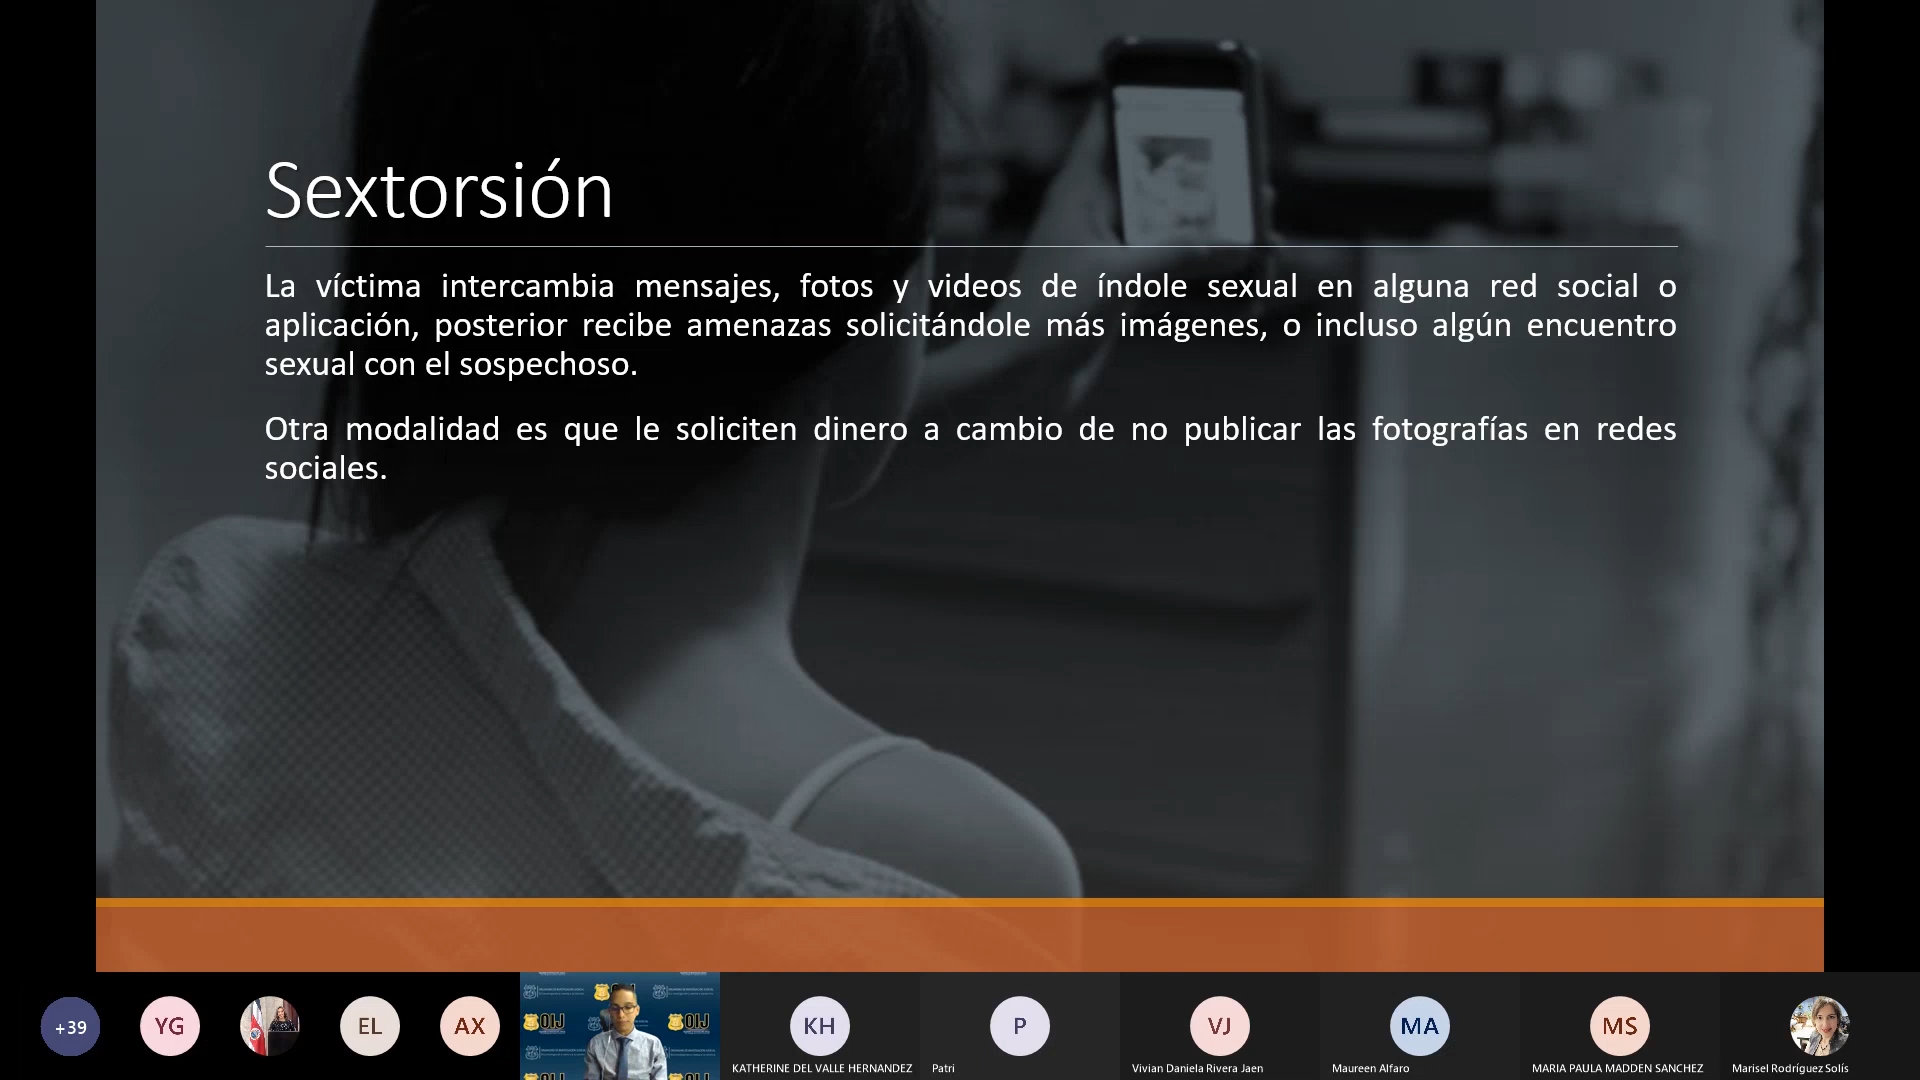 Sextorsión
La víctima intercambia mensajes, fotos y videos de índole sexual en alguna red social o
aplicación, posterior recibe amenazas solicitándole más imágenes, o incluso algún encuentro
sexual con el sospechoso.
Otra modalidad es que le soliciten dinero a cambio de no publicar las fotografías en redes
sociales.
+39
YG
EL
AX
OIJ
OIJ
KH
P
VJ
MA
MS
KATHERINE DEL VALLE HERNANDEZ
Patri
Vivian Daniela Rivera Jaen
Maureen Alfaro
MARIA PAULA MADDEN SANCHEZ
Marisel Rodríguez Solís